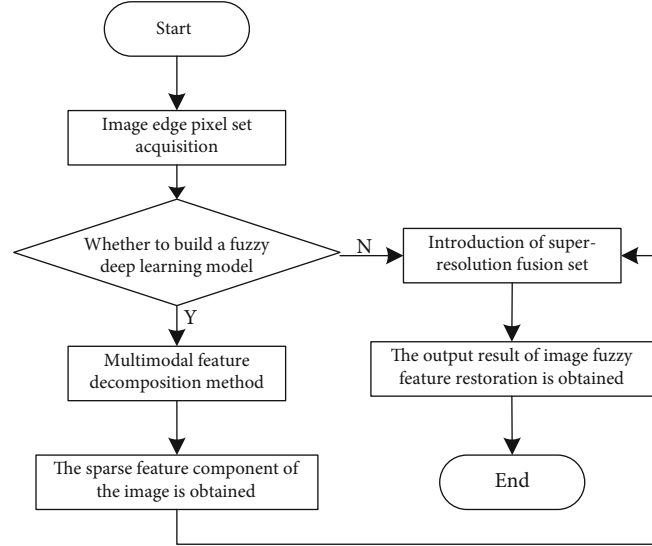 Start
Image edge pixel set
acquisition
Whether to build a fuzzy
deep learning model
N
Introduction of super-
resolution fusion set
Y
Multimodal feature
decomposition method
The output result of image fuzzy
feature restoration is obtained
The sparse feature component of
the image is obtained
End